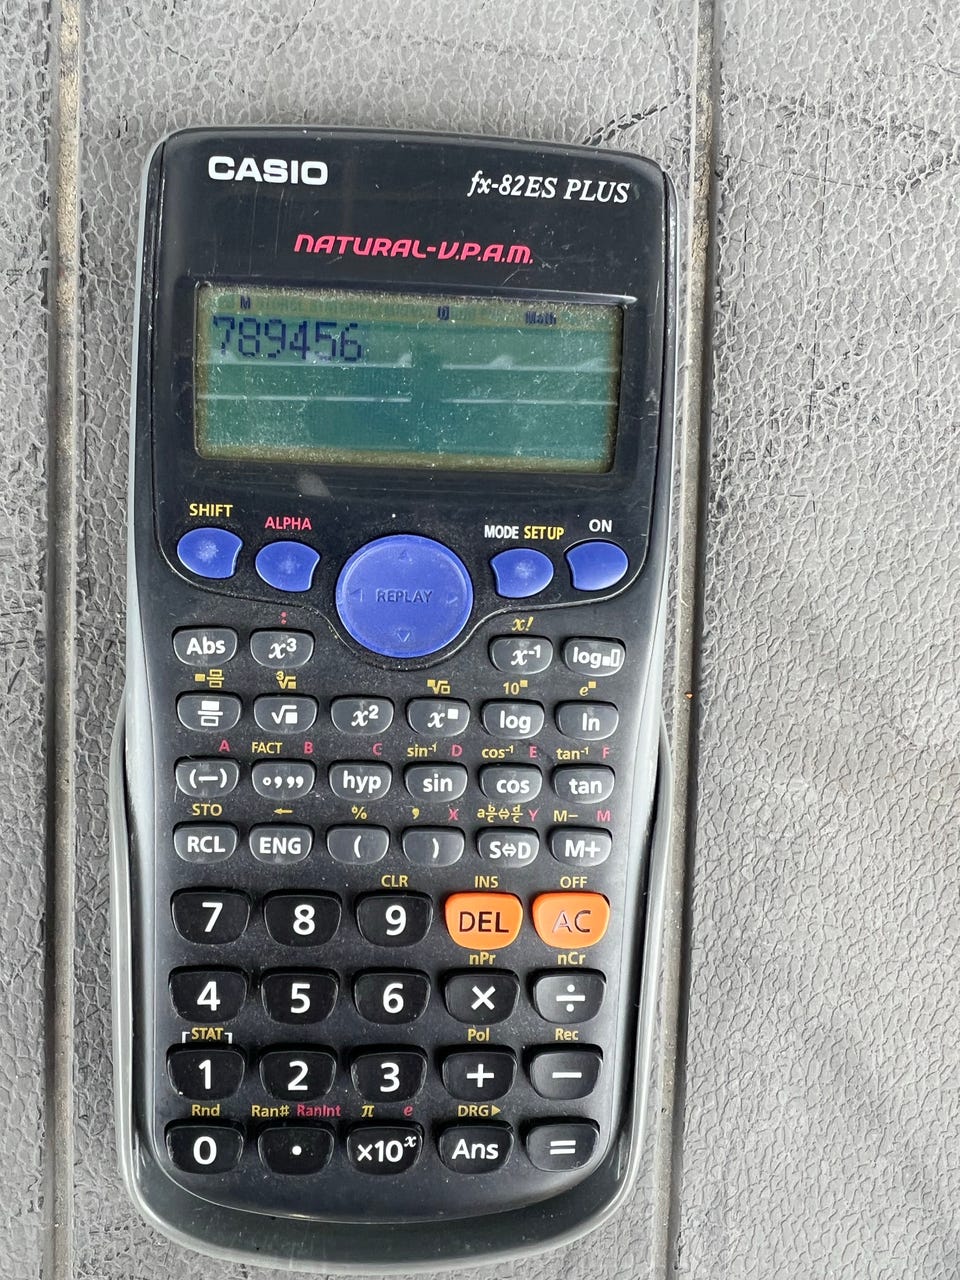 CASIO
fx-82ES PLUS
NATURAL-V.P.A.M.
M Math
789456
SHIFT ALPHA MODE SETUP ON
REPLAY
: x!
Abs x³ x⁻¹ log▪▯
³√▪ ▪√▯ 10▪ e▪
√▪ x² x▪ log ln
A FACT B C sin⁻¹ D cos⁻¹ E tan⁻¹ F
(−) °,,, hyp sin cos tan
STO ← % , X a b/c⇔d/c Y M− M
RCL ENG ( ) S⇔D M+
CLR INS OFF
7 8 9 DEL AC
nPr nCr
4 5 6 × ÷
STAT Pol Rec
1 2 3 + −
Rnd Ran# RanInt π e DRG▶
0 . ×10ˣ Ans =